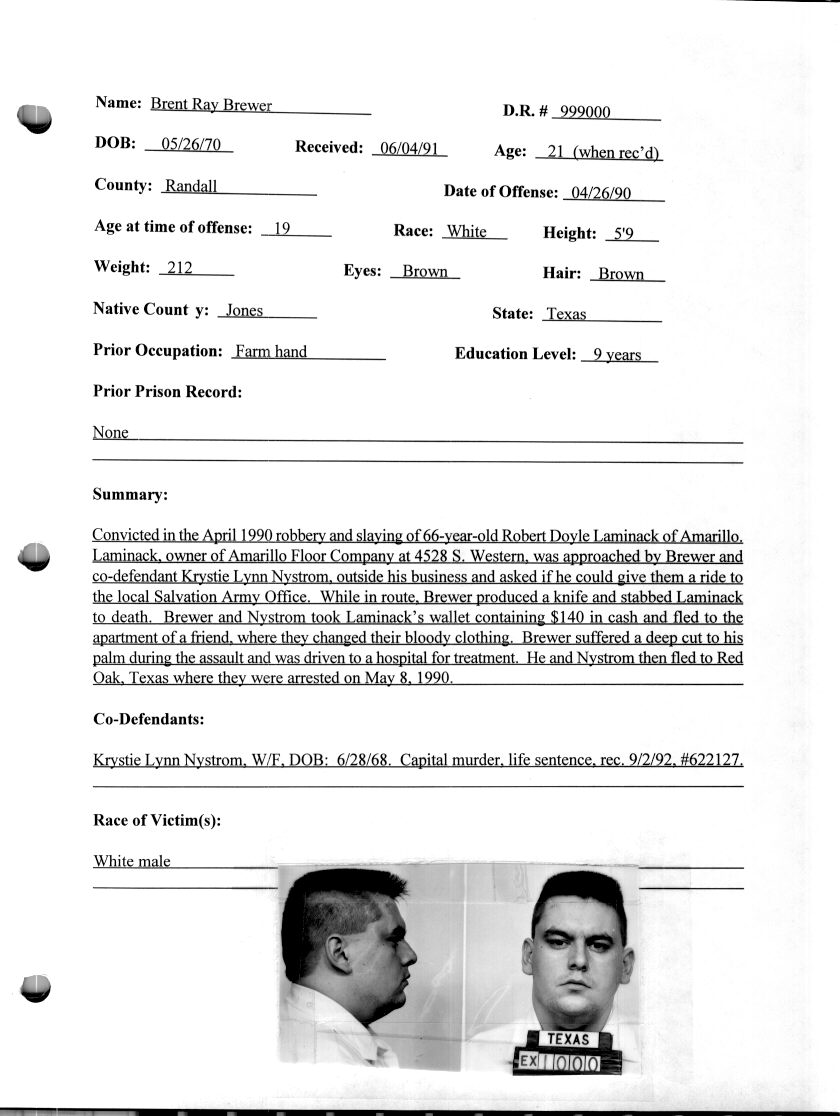 Name: Brent Ray Brewer D.R. # 999000
DOB: 05/26/70 Received: 06/04/91 Age: 21 (when rec'd)
County: Randall Date of Offense: 04/26/90
Age at time of offense: 19 Race: White Height: 5'9
Weight: 212 Eyes: Brown Hair: Brown
Native Count y: Jones State: Texas
Prior Occupation: Farm hand Education Level: 9 years
Prior Prison Record:
None
Summary:
Convicted in the April 1990 robbery and slaying of 66-year-old Robert Doyle Laminack of Amarillo.
Laminack, owner of Amarillo Floor Company at 4528 S. Western, was approached by Brewer and
co-defendant Krystie Lynn Nystrom, outside his business and asked if he could give them a ride to
the local Salvation Army Office. While in route, Brewer produced a knife and stabbed Laminack
to death. Brewer and Nystrom took Laminack's wallet containing $140 in cash and fled to the
apartment of a friend, where they changed their bloody clothing. Brewer suffered a deep cut to his
palm during the assault and was driven to a hospital for treatment. He and Nystrom then fled to Red
Oak, Texas where they were arrested on May 8, 1990.
Co-Defendants:
Krystie Lynn Nystrom, W/F, DOB: 6/28/68. Capital murder, life sentence, rec. 9/2/92, #622127.
Race of Victim(s):
White male
TEXAS
EX 1000